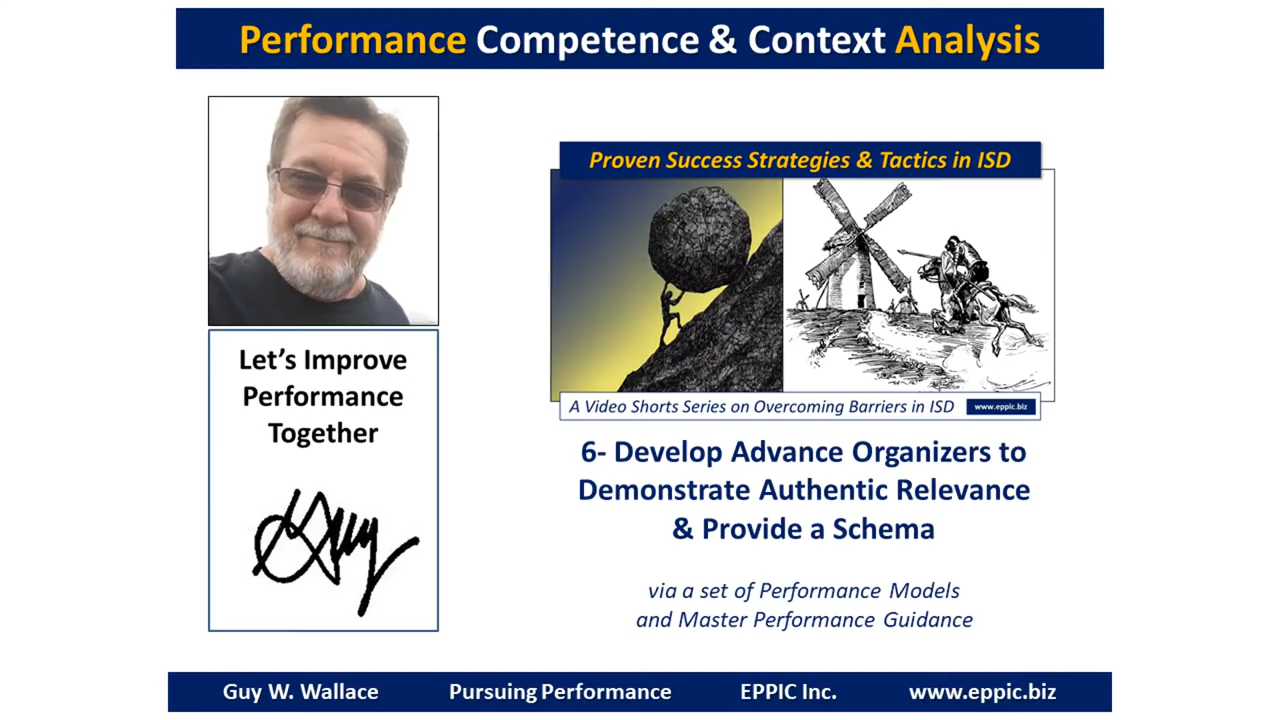 Performance Competence & Context Analysis
Proven Success Strategies & Tactics in ISD
A Video Shorts Series on Overcoming Barriers in ISD
www.eppic.biz
Let's Improve
Performance
Together
Guy
6- Develop Advance Organizers to
Demonstrate Authentic Relevance
& Provide a Schema
via a set of Performance Models
and Master Performance Guidance
Guy W. Wallace Pursuing Performance EPPIC Inc. www.eppic.biz